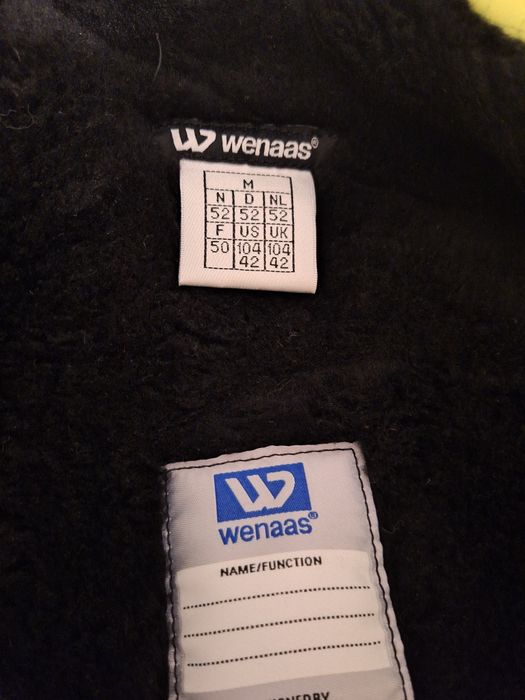 W wenaas®
M
N D NL
52 52 52
F US UK
50 104 104
42 42
W
wenaas®
NAME/FUNCTION